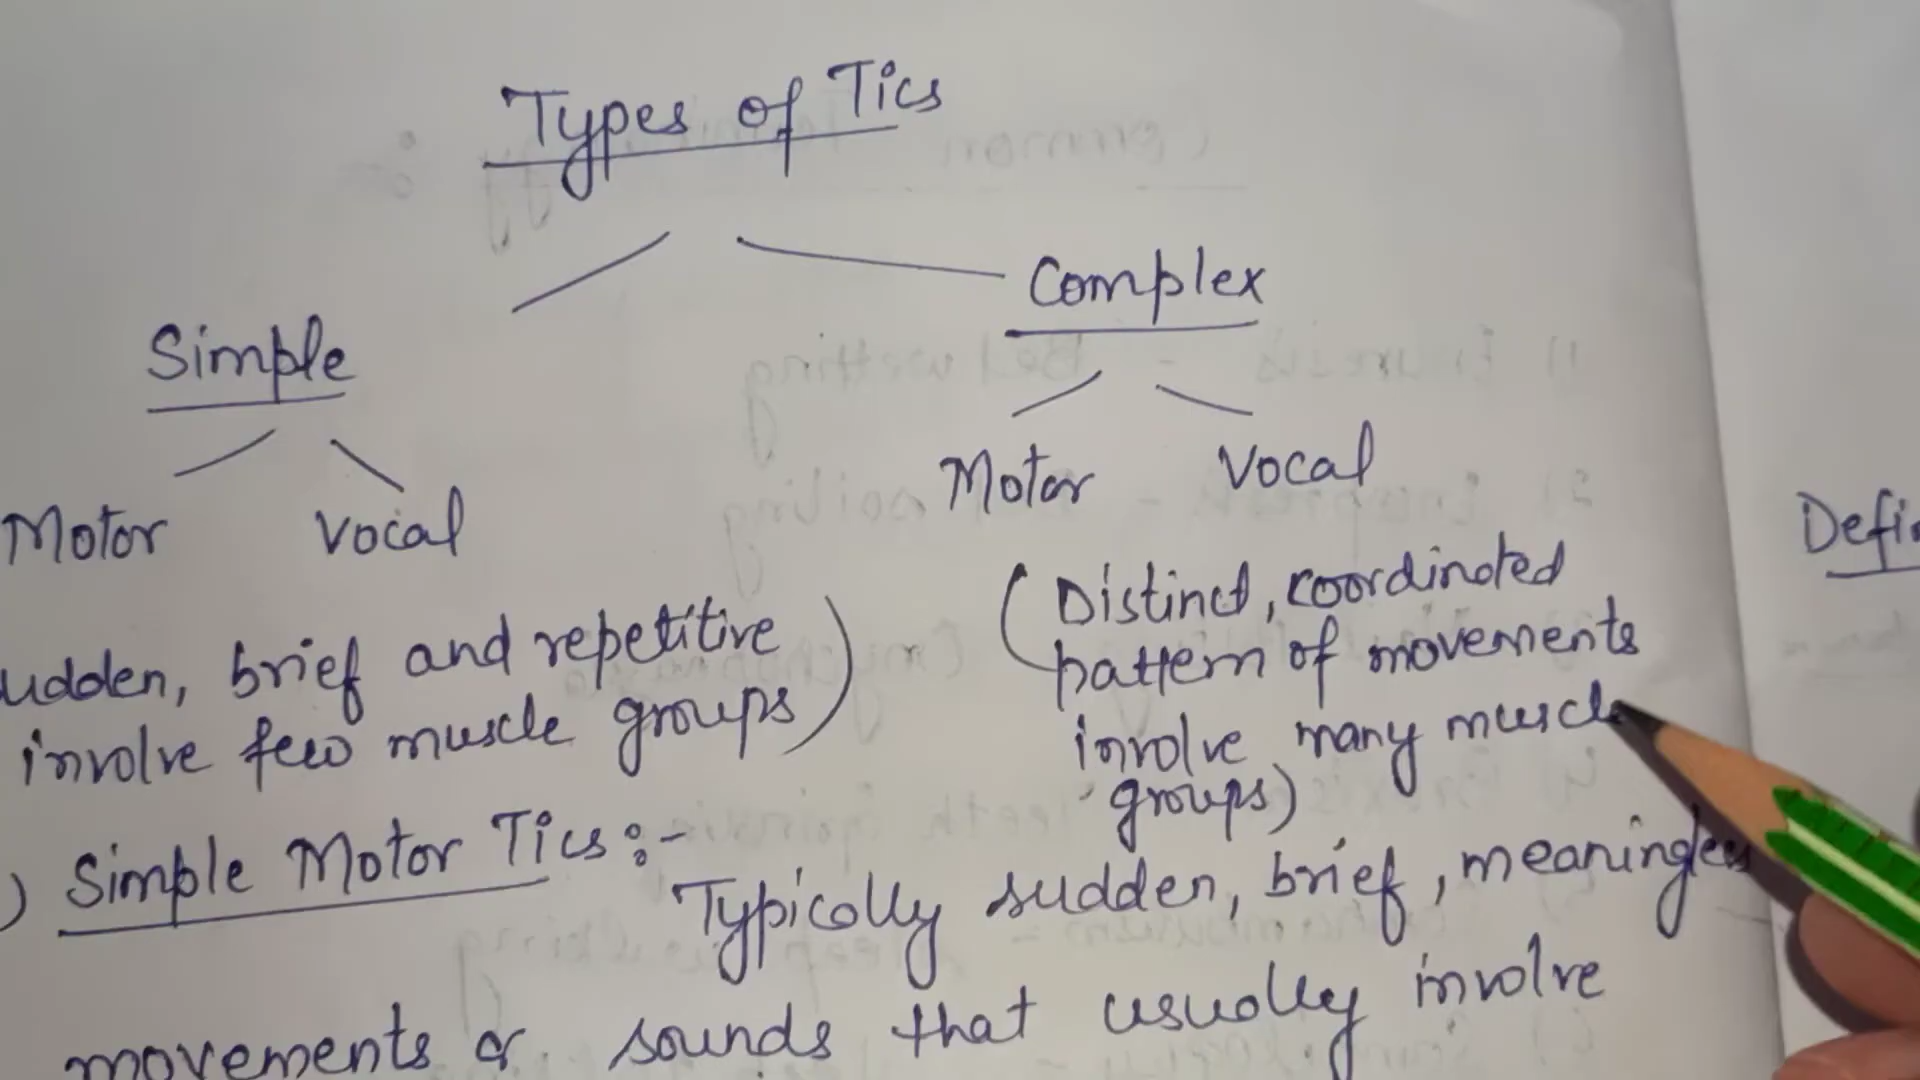 Types of Tics
Simple
Complex
Motor Vocal
Motor Vocal
udden, brief and repetitive
involve few muscle groups)
(Distinct, coordinated
pattern of movements
involve many muscle
groups)
) Simple Motor Tics :-
Typically sudden, brief, meaningless
movements or sounds that usually involve
Defi